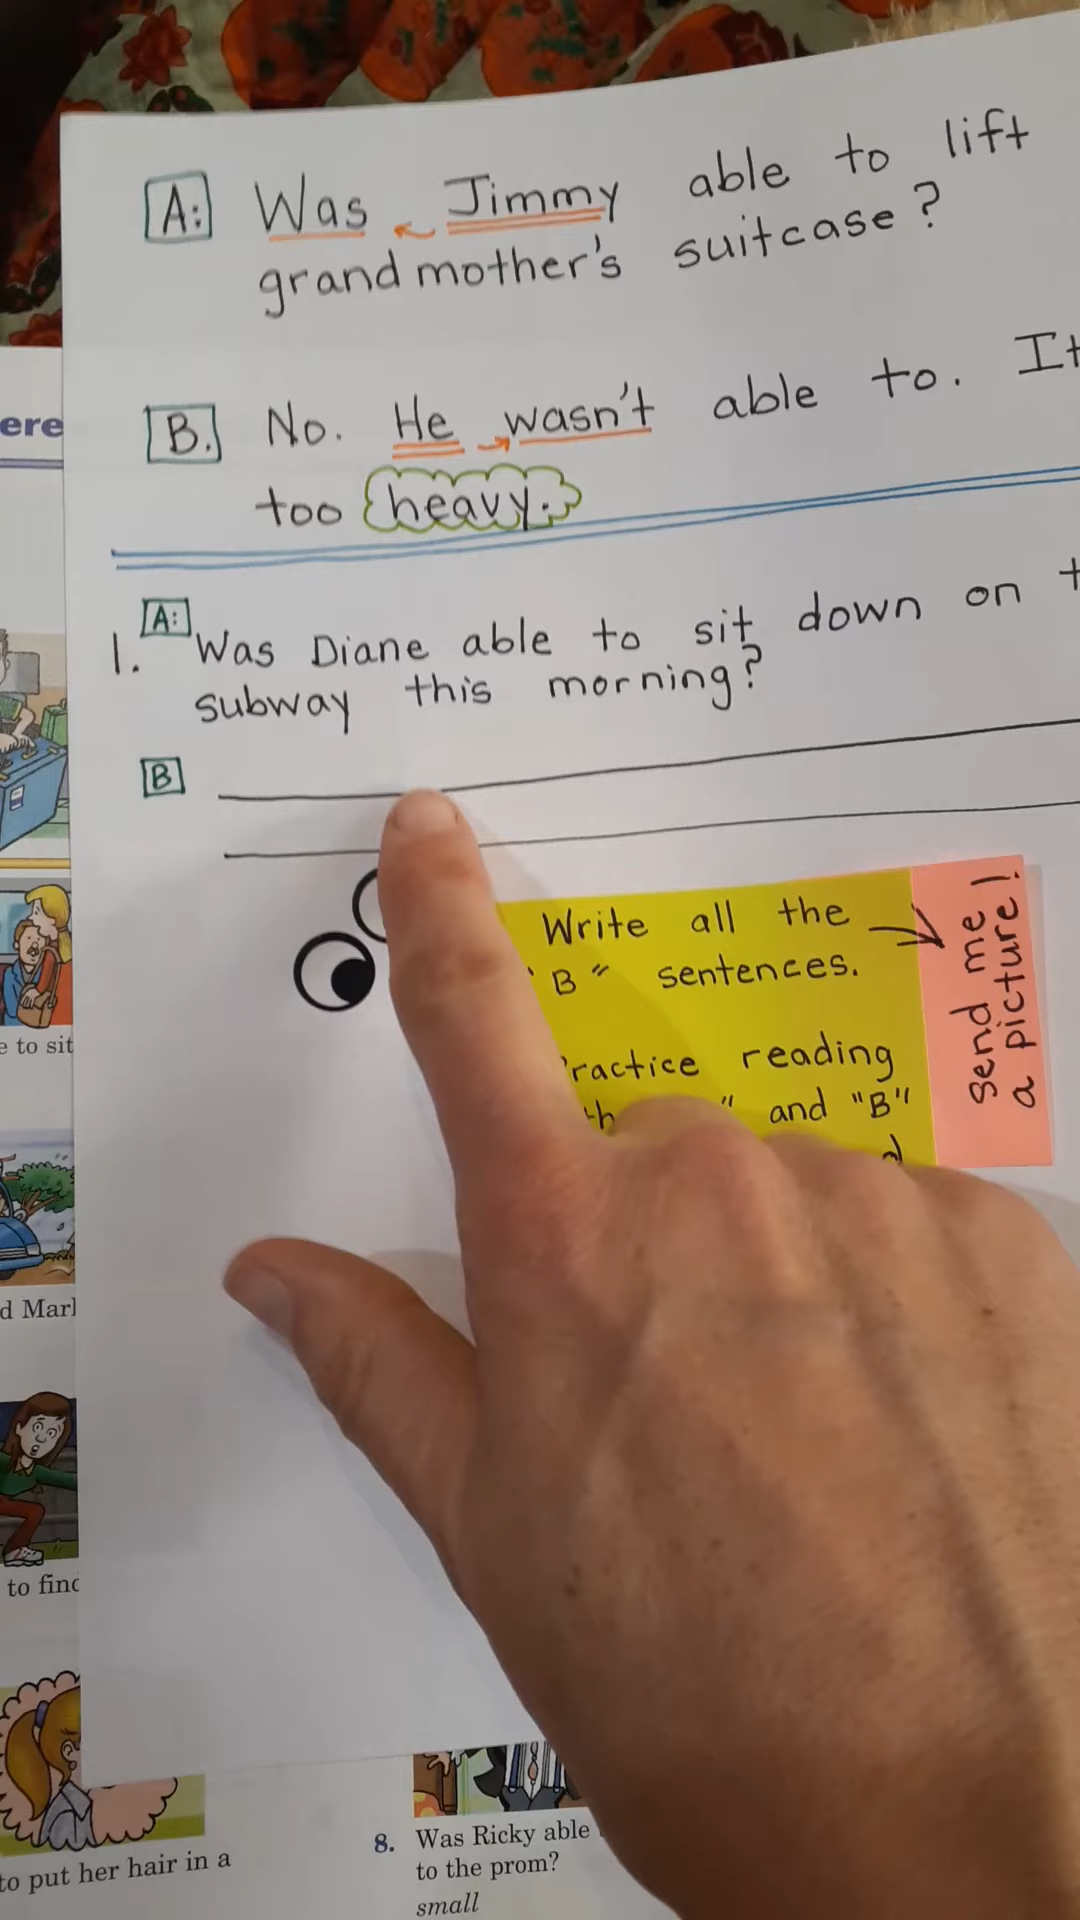 A: Was Jimmy able to lift
grandmother's suitcase?
B. No. He wasn't able to. It
too heavy.
ere
1. A: Was Diane able to sit down on
subway this morning?
B
Write all the
"B" sentences.
reading
" and "B"
send me
a picture!
e to sit
d Marl
to find
to put her hair in a
8. Was Ricky able
to the prom?
small